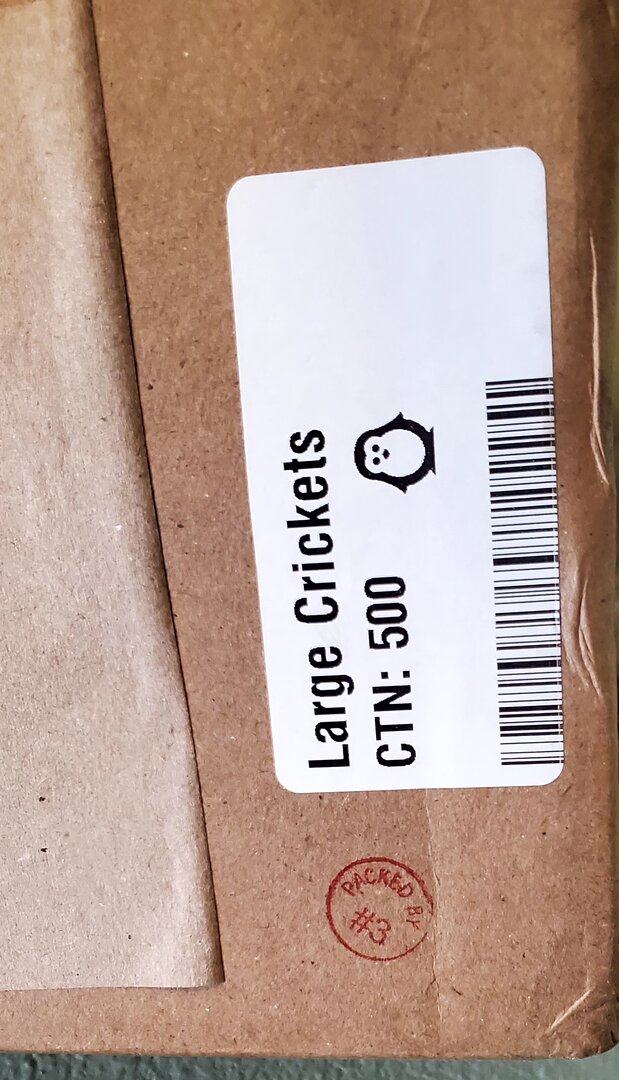 Large Crickets
CTN: 500
PACKED BY
#3